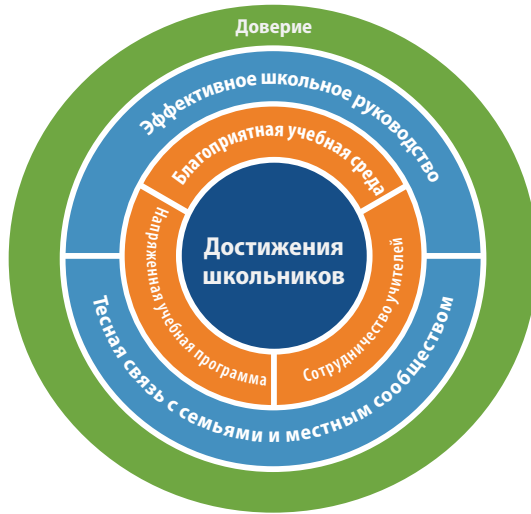 Доверие
Эффективное школьное руководство
Благоприятная учебная среда
Достижения
школьников
Напряженная учебная программа
Сотрудничество учителей
Тесная связь с семьями и местным сообществом